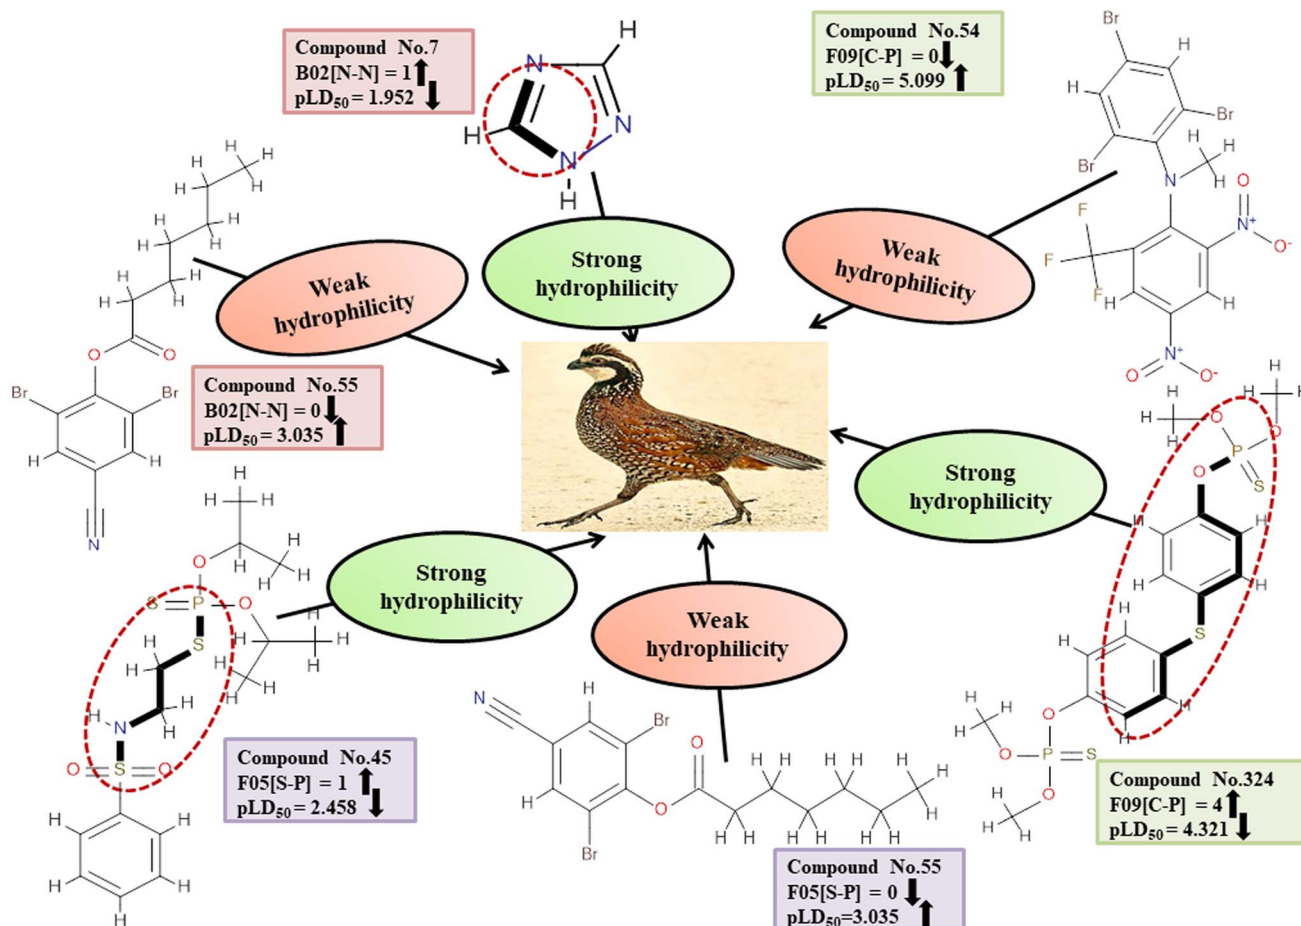 Compound No.7
B02[N-N] = 1
pLD50 = 1.952
Compound No.54
F09[C-P] = 0
pLD50 = 5.099
Strong
hydrophilicity
Weak
hydrophilicity
Weak
hydrophilicity
Compound No.55
B02[N-N] = 0
pLD50 = 3.035
Strong
hydrophilicity
Strong
hydrophilicity
Weak
hydrophilicity
Compound No.45
F05[S-P] = 1
pLD50 = 2.458
Compound No.324
F09[C-P] = 4
pLD50 = 4.321
Compound No.55
F05[S-P] = 0
pLD50=3.035